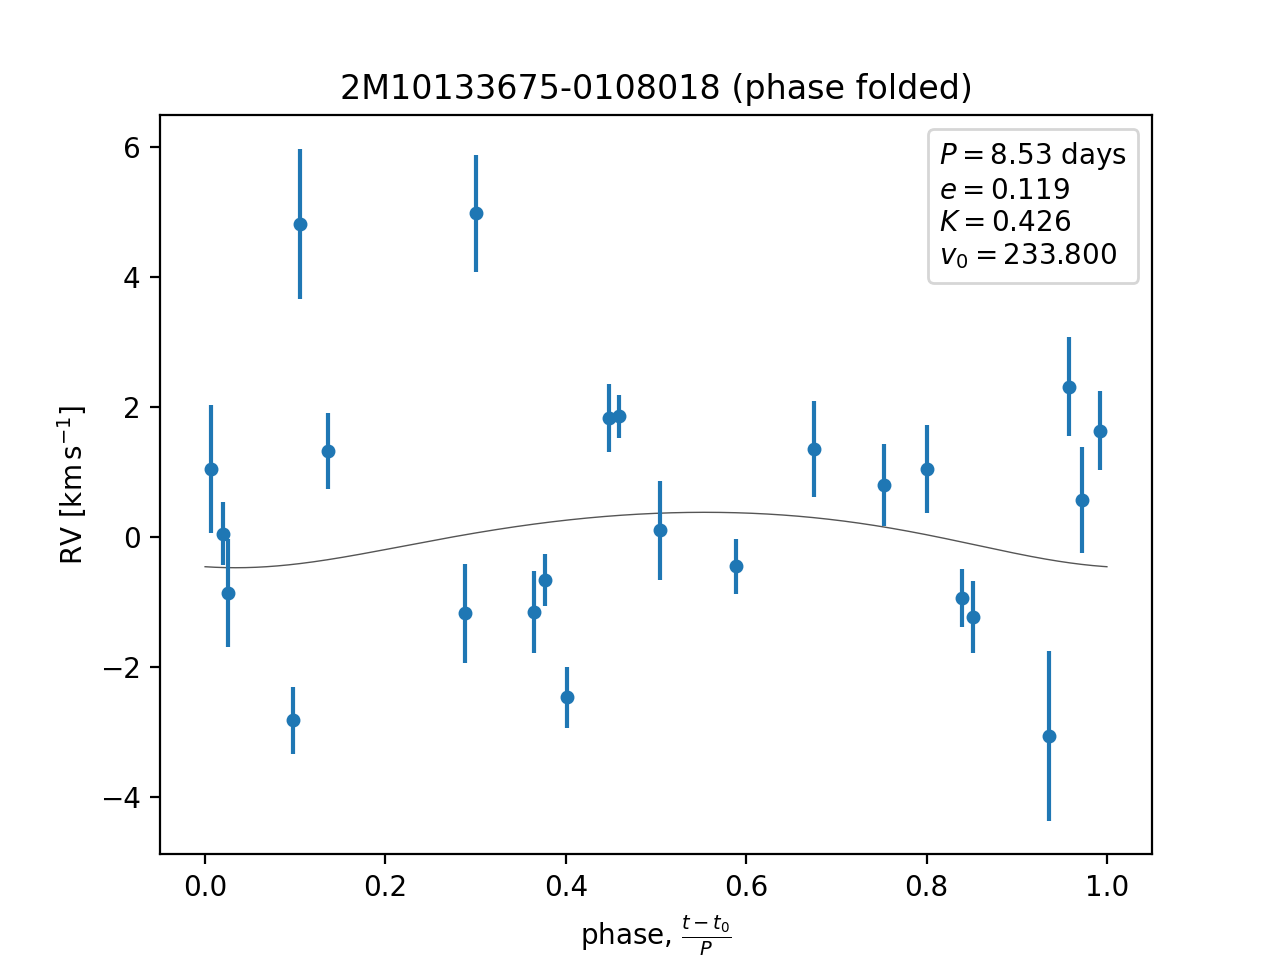 2M10133675-0108018 (phase folded)
P = 8.53 days
e = 0.119
K = 0.426
v₀ = 233.800
6
4
2
0
−2
−4
RV [km s⁻¹]
0.0 0.2 0.4 0.6 0.8 1.0
phase, (t − t₀)/P